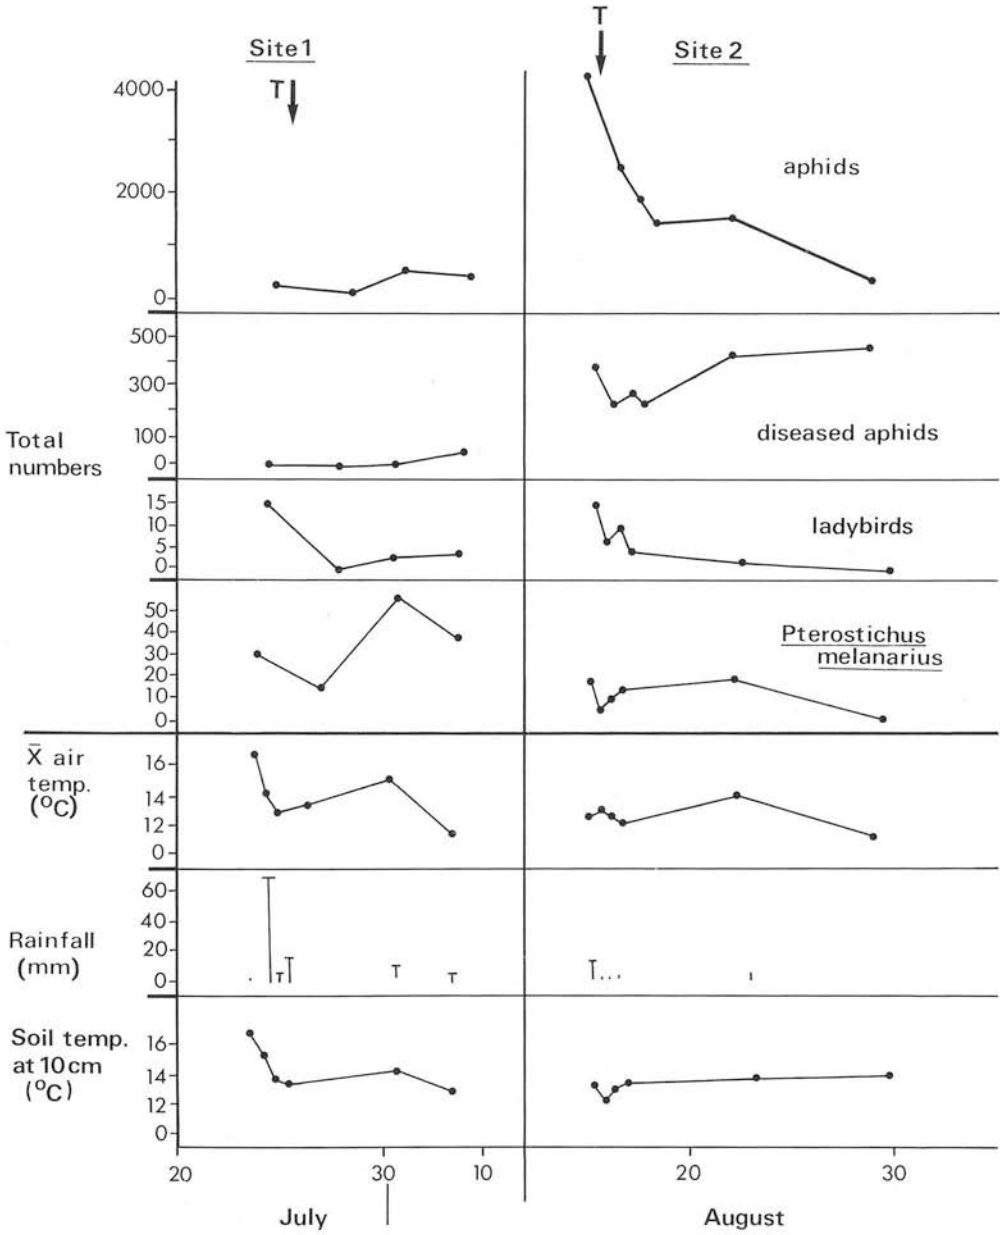 T
Site 1
Site 2
T
4000
2000
0
aphids
500
300
100
0
diseased aphids
Total
numbers
15
10
5
0
ladybirds
50
40
30
20
10
0
Pterostichus
melanarius
X̄ air
temp.
(°C)
16
14
12
0
Rainfall
(mm)
60
40
20
0
Soil temp.
at 10cm
(°C)
16
14
12
0
20
30
10
20
30
July
August